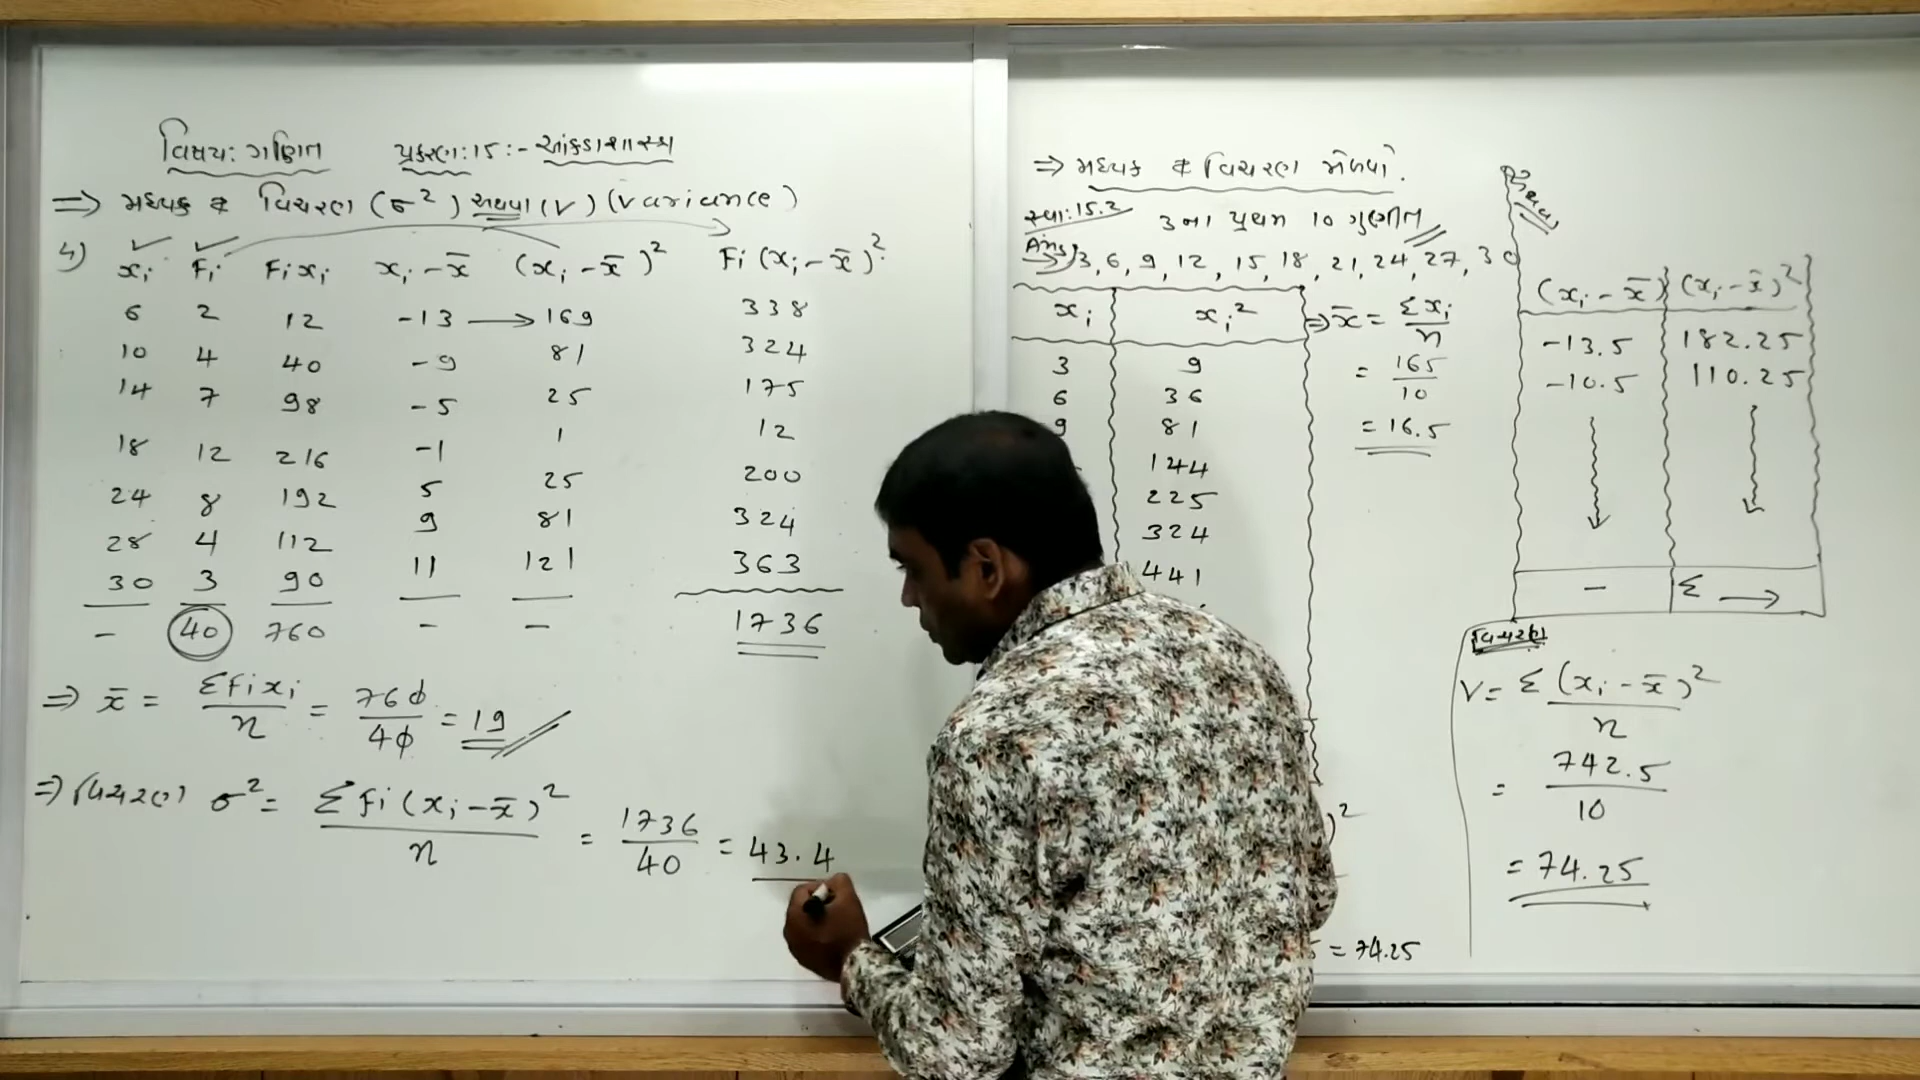 વિષય: ગણિત પ્રકરણ:15:- આંકડાશાસ્ત્ર
=> મધ્યક ને વિચરણ (σ²) અથવા (V) (Variance)
4) xᵢ Fᵢ Fᵢxᵢ xᵢ-x̄ (xᵢ-x̄)² Fᵢ(xᵢ-x̄)²
6 2 12 -13 → 169 338
10 4 40 -9 81 324
14 7 98 -5 25 175
18 12 216 -1 1 12
24 8 192 5 25 200
28 4 112 9 81 324
30 3 90 11 121 363
- 40 760 - - 1736
=> x̄ = Σfixᵢ/n = 760/40 = 19
=> વિચરણ σ² = Σfi(xᵢ-x̄)²/n = 1736/40 = 43.4
=> મધ્યક ને વિચરણ મેળવો.
સ્વા:15.2 3ના પ્રથમ 10 ગુણીત
Ans 3, 6, 9, 12, 15, 18, 21, 24, 27, 30
xᵢ xᵢ²
3 9
6 36
9 81
144
225
324
441
=> x̄ = Σxᵢ/n
= 165/10
= 16.5
)²
= 74.25
અથવા
(xᵢ-x̄) (xᵢ-x̄)²
-13.5 182.25
-10.5 110.25
- Σ →
વિચરણ
V = Σ(xᵢ-x̄)²/n
= 742.5/10
= 74.25